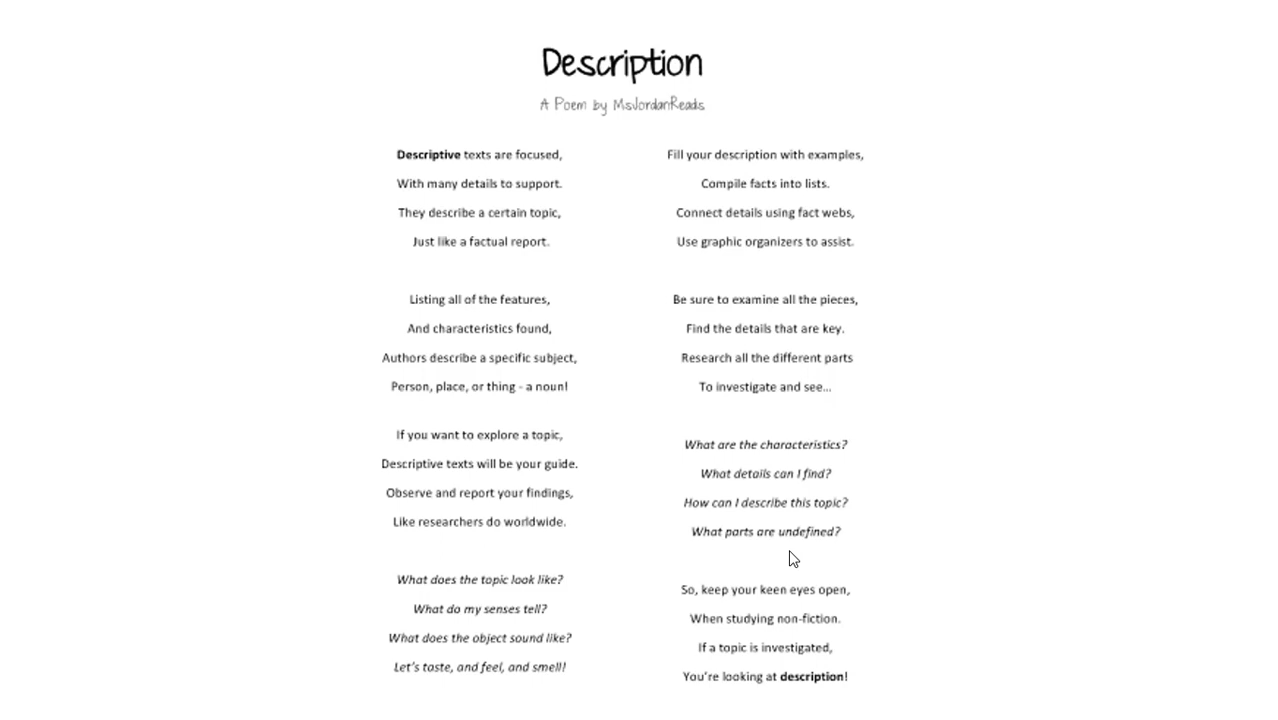 Description
A Poem by MsJordanReads
Descriptive texts are focused,
With many details to support.
They describe a certain topic,
Just like a factual report.
Listing all of the features,
And characteristics found,
Authors describe a specific subject,
Person, place, or thing - a noun!
If you want to explore a topic,
Descriptive texts will be your guide.
Observe and report your findings,
Like researchers do worldwide.
What does the topic look like?
What do my senses tell?
What does the object sound like?
Let's taste, and feel, and smell!
Fill your description with examples,
Compile facts into lists.
Connect details using fact webs,
Use graphic organizers to assist.
Be sure to examine all the pieces,
Find the details that are key.
Research all the different parts
To investigate and see...
What are the characteristics?
What details can I find?
How can I describe this topic?
What parts are undefined?
So, keep your keen eyes open,
When studying non-fiction.
If a topic is investigated,
You're looking at description!